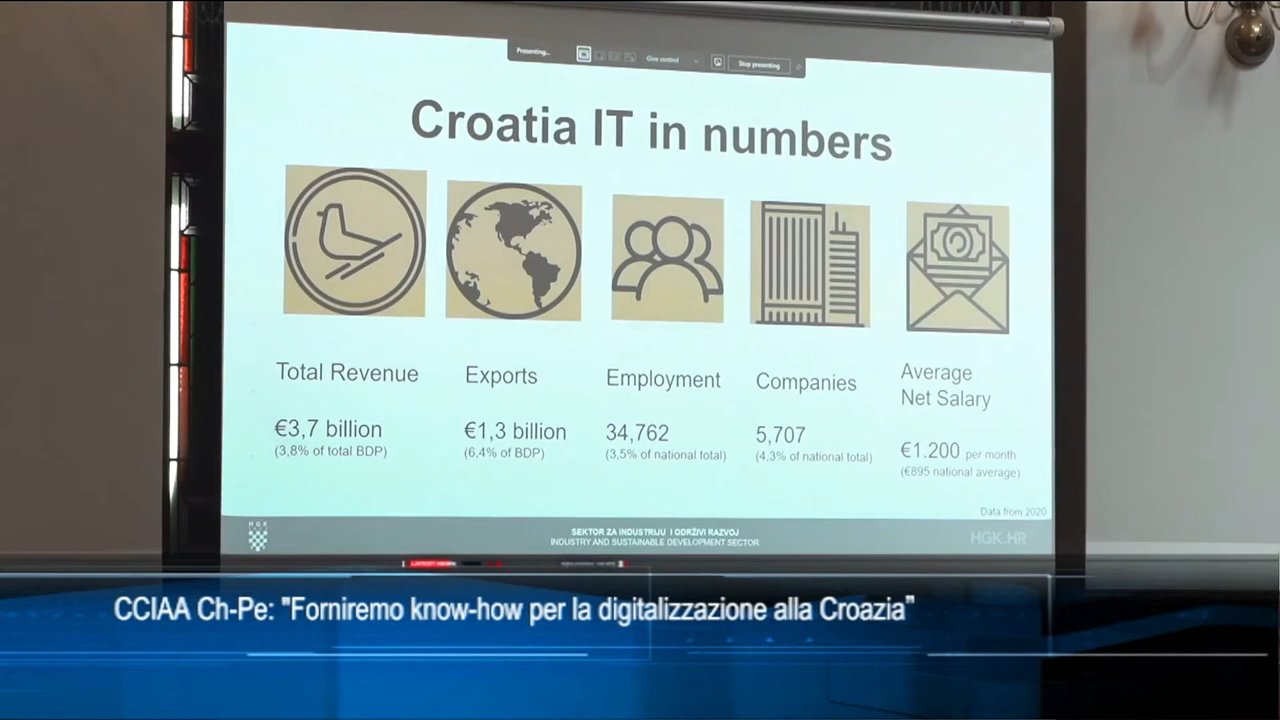 Presenting...
Give control
Stop presenting
Croatia IT in numbers
Total Revenue
€3,7 billion
(3,8% of total BDP)
Exports
€1,3 billion
(6,4% of BDP)
Employment
34,762
(3,5% of national total)
Companies
5,707
(4,3% of national total)
Average
Net Salary
€1.200 per month
(€895 national average)
Data from 2020
HGK
SEKTOR ZA INDUSTRIJU I ODRŽIVI RAZVOJ
INDUSTRY AND SUSTAINABLE DEVELOPMENT SECTOR
HGK.HR
LATEST NEWS
CCIAA Ch-Pe: "Forniremo know-how per la digitalizzazione alla Croazia"